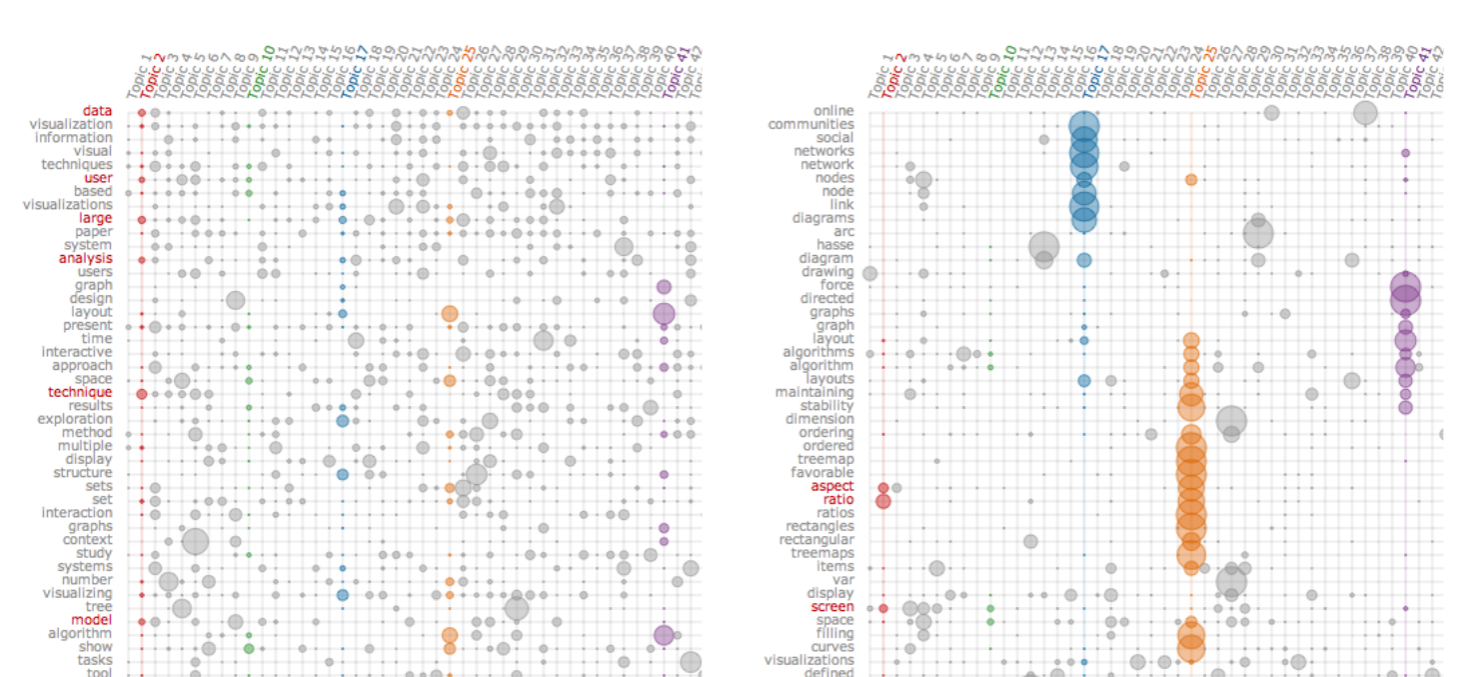 Topic 1
Topic 2
Topic 3
Topic 4
Topic 5
Topic 6
Topic 7
Topic 8
Topic 9
Topic 10
Topic 11
Topic 12
Topic 13
Topic 14
Topic 15
Topic 16
Topic 17
Topic 18
Topic 19
Topic 20
Topic 21
Topic 22
Topic 23
Topic 24
Topic 25
Topic 26
Topic 27
Topic 28
Topic 29
Topic 30
Topic 31
Topic 32
Topic 33
Topic 34
Topic 35
Topic 36
Topic 37
Topic 38
Topic 39
Topic 40
Topic 41
Topic 42
data
visualization
information
visual
techniques
user
based
visualizations
large
paper
system
analysis
users
graph
design
layout
present
time
interactive
approach
space
technique
results
exploration
method
multiple
display
structure
sets
set
interaction
graphs
context
study
systems
number
visualizing
tree
model
algorithm
show
tasks
tool
Topic 1
Topic 2
Topic 3
Topic 4
Topic 5
Topic 6
Topic 7
Topic 8
Topic 9
Topic 10
Topic 11
Topic 12
Topic 13
Topic 14
Topic 15
Topic 16
Topic 17
Topic 18
Topic 19
Topic 20
Topic 21
Topic 22
Topic 23
Topic 24
Topic 25
Topic 26
Topic 27
Topic 28
Topic 29
Topic 30
Topic 31
Topic 32
Topic 33
Topic 34
Topic 35
Topic 36
Topic 37
Topic 38
Topic 39
Topic 40
Topic 41
Topic 42
online
communities
social
networks
network
nodes
node
link
diagrams
arc
hasse
diagram
drawing
force
directed
graphs
graph
layout
algorithms
algorithm
layouts
maintaining
stability
dimension
ordering
ordered
treemap
favorable
aspect
ratio
ratios
rectangles
rectangular
treemaps
items
var
display
screen
space
filling
curves
visualizations
defined